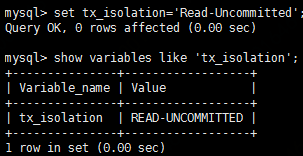 mysql> set tx_isolation='Read-Uncommitted';
Query OK, 0 rows affected (0.00 sec)
mysql> show variables like 'tx_isolation';
+---------------+------------------+
| Variable_name | Value            |
+---------------+------------------+
| tx_isolation  | READ-UNCOMMITTED |
+---------------+------------------+
1 row in set (0.00 sec)